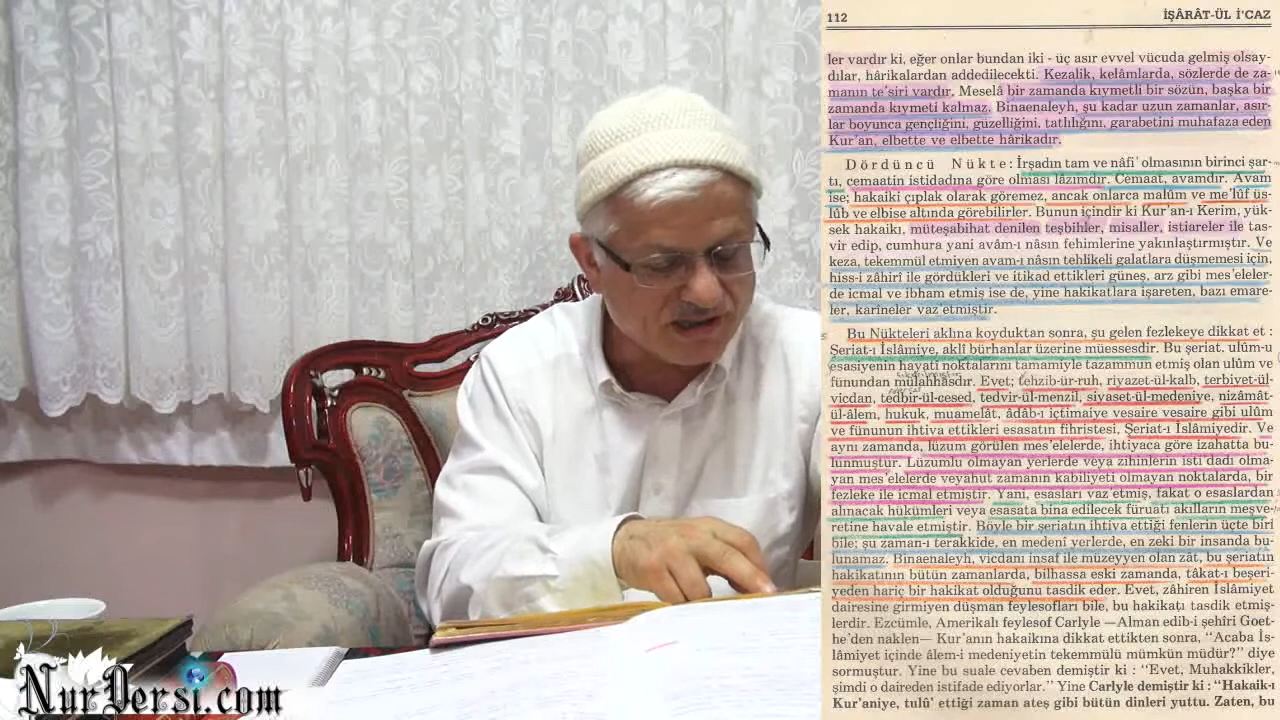 112 İŞÂRÂT-ÜL İ'CAZ
ler vardır ki, eğer onlar bundan iki - üç asır evvel vücuda gelmiş olsay-
dılar, hârikalardan addedilecekti. Kezalik, kelâmlarda, sözlerde de za-
manın te'siri vardır. Meselâ bir zamanda kıymetli bir sözün, başka bir
zamanda kıymeti kalmaz. Binaenaleyh, şu kadar uzun zamanlar, asır-
lar boyunca gençliğini, güzelliğini, tatlılığını, garabetini muhafaza eden
Kur'an, elbette ve elbette hârikadır.
Dördüncü Nükte: İrşadın tam ve nâfi' olmasının birinci şar-
tı, cemaatin istidadına göre olması lâzımdır. Cemaat, avamdır. Avam
ise; hakaiki çıplak olarak göremez, ancak onlarca malûm ve me'lûf üs-
lûb ve elbise altında görebilirler. Bunun içindir ki Kur'an-ı Kerim, yük-
sek hakaikı, müteşabihat denilen teşbihler, misaller, istiareler ile tas-
vir edip, cumhura yani avâm-ı nâsın fehimlerine yakınlaştırmıştır. Ve
keza, tekemmül etmiyen avam-ı nâsın tehlikeli galatlara düşmemesi için,
hiss-i zâhirî ile gördükleri ve itikad ettikleri güneş, arz gibi mes'eleler-
de icmal ve ibham etmiş ise de, yine hakikatlara işareten, bazı emare-
ler, karineler vaz'etmiştir.
Bu Nükteleri aklına koyduktan sonra, şu gelen fezlekeye dikkat et :
Şeriat-ı İslâmiye, aklî bürhanlar üzerine müessesdir. Bu şeriat, ulûm-u
esasiyenin hayatî noktalarını tamamiyle tazammun etmiş olan ulûm ve
fünundan mülahhasdır. Evet; tehzib-ür-ruh, riyazet-ül-kalb, terbiyet-ül-
vicdan, tedbir-ül-cesed, tedvir-ül-menzil, siyaset-ül-medeniye, nizâmât-
ül-âlem, hukuk, muamelât, âdâb-ı içtimaiye vesaire vesaire gibi ulûm
ve fünunun ihtiva ettikleri esasatın fihristesi, Şeriat-ı İslâmiyedir. Ve
aynı zamanda, lüzum görülen mes'elelerde, ihtiyaca göre izahatta bu-
lunmuştur. Lüzumlu olmayan yerlerde veya zihinlerin isti'dadı olma-
yan mes'elelerde veyahut zamanın kabiliyeti olmayan noktalarda, bir
fezleke ile icmal etmiştir. Yani, esasları vaz'etmiş, fakat o esaslardan
alınacak hükümleri veya esasata bina edilecek füruatı akılların meşve-
retine havale etmiştir. Böyle bir şeriatın ihtiva ettiği fenlerin üçte biri
bile; şu zaman-ı terakkide, en medenî yerlerde, en zeki bir insanda bu-
lunamaz. Binaenaleyh, vicdanı insaf ile müzeyyen olan zât, bu şeriatın
hakikatının bütün zamanlarda, bilhassa eski zamanda, tâkat-ı beşeri-
yeden hariç bir hakikat olduğunu tasdik eder. Evet, zâhiren İslâmiyet
dairesine girmiyen düşman feylesofları bile, bu hakikatı tasdik etmiş-
lerdir. Ezcümle, Amerikalı feylesof Carlyle —Alman edib-i şehîri Goet-
he'den naklen— Kur'anın hakaikına dikkat ettikten sonra, "Acaba İs-
lâmiyet içinde âlem-i medeniyetin tekemmülü mümkün müdür?" diye
sormuştur. Yine bu suale cevaben demiştir ki : "Evet, Muhakkikler,
şimdi o daireden istifade ediyorlar." Yine Carlyle demiştir ki : "Hakaik-ı
Kur'aniye, tulû' ettiği zaman ateş gibi bütün dinleri yuttu. Zaten, bu
NurDersi.com